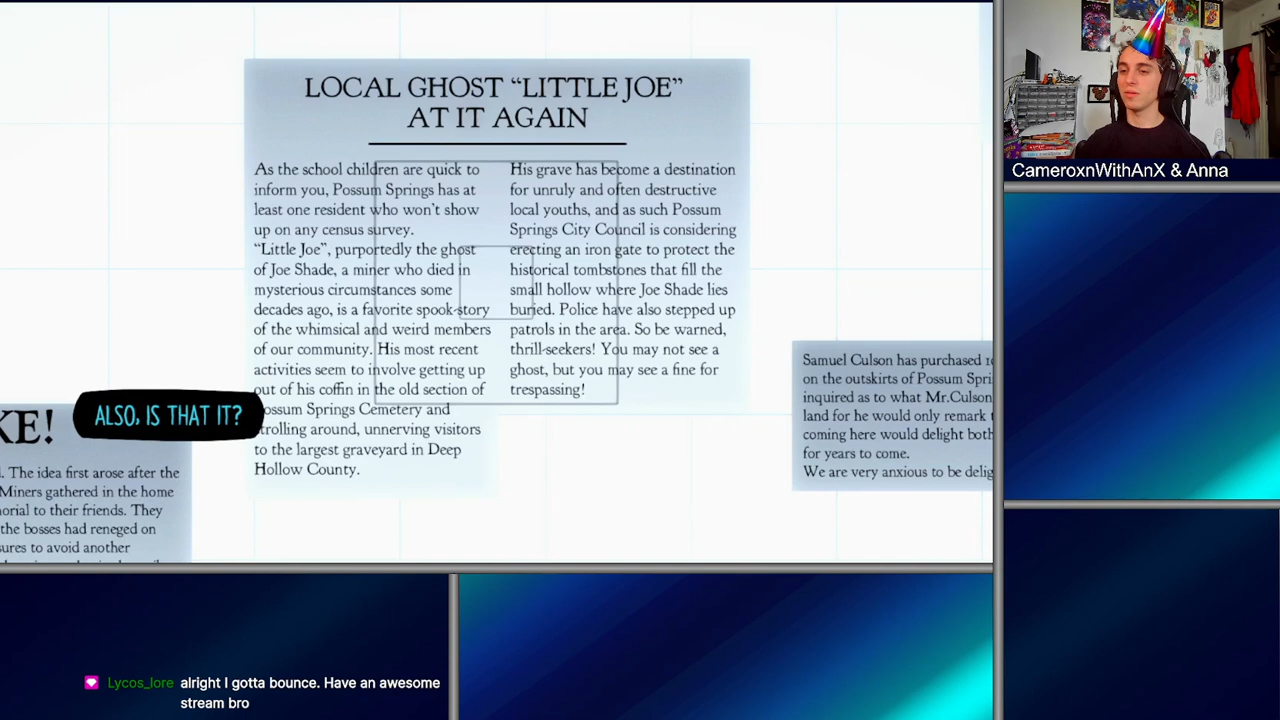 LOCAL GHOST “LITTLE JOE”
AT IT AGAIN
As the school children are quick to
inform you, Possum Springs has at
least one resident who won't show
up on any census survey.
“Little Joe”, purportedly the ghost
of Joe Shade, a miner who died in
mysterious circumstances some
decades ago, is a favorite spook-story
of the whimsical and weird members
of our community. His most recent
activities seem to involve getting up
out of his coffin in the old section of
ossum Springs Cemetery and
trolling around, unnerving visitors
to the largest graveyard in Deep
Hollow County.
His grave has become a destination
for unruly and often destructive
local youths, and as such Possum
Springs City Council is considering
erecting an iron gate to protect the
historical tombstones that fill the
small hollow where Joe Shade lies
buried. Police have also stepped up
patrols in the area. So be warned,
thrill-seekers! You may not see a
ghost, but you may see a fine for
trespassing!
ALSO, IS THAT IT?
KE!
. The idea first arose after the
Miners gathered in the home
orial to their friends. They
the bosses had reneged on
sures to avoid another
Samuel Culson has purchased
on the outskirts of Possum Spri
inquired as to what Mr.Culson
land for he would only remark
coming here would delight both
for years to come.
We are very anxious to be delig
CameroxnWithAnX & Anna
Lycos_lore alright I gotta bounce. Have an awesome
stream bro